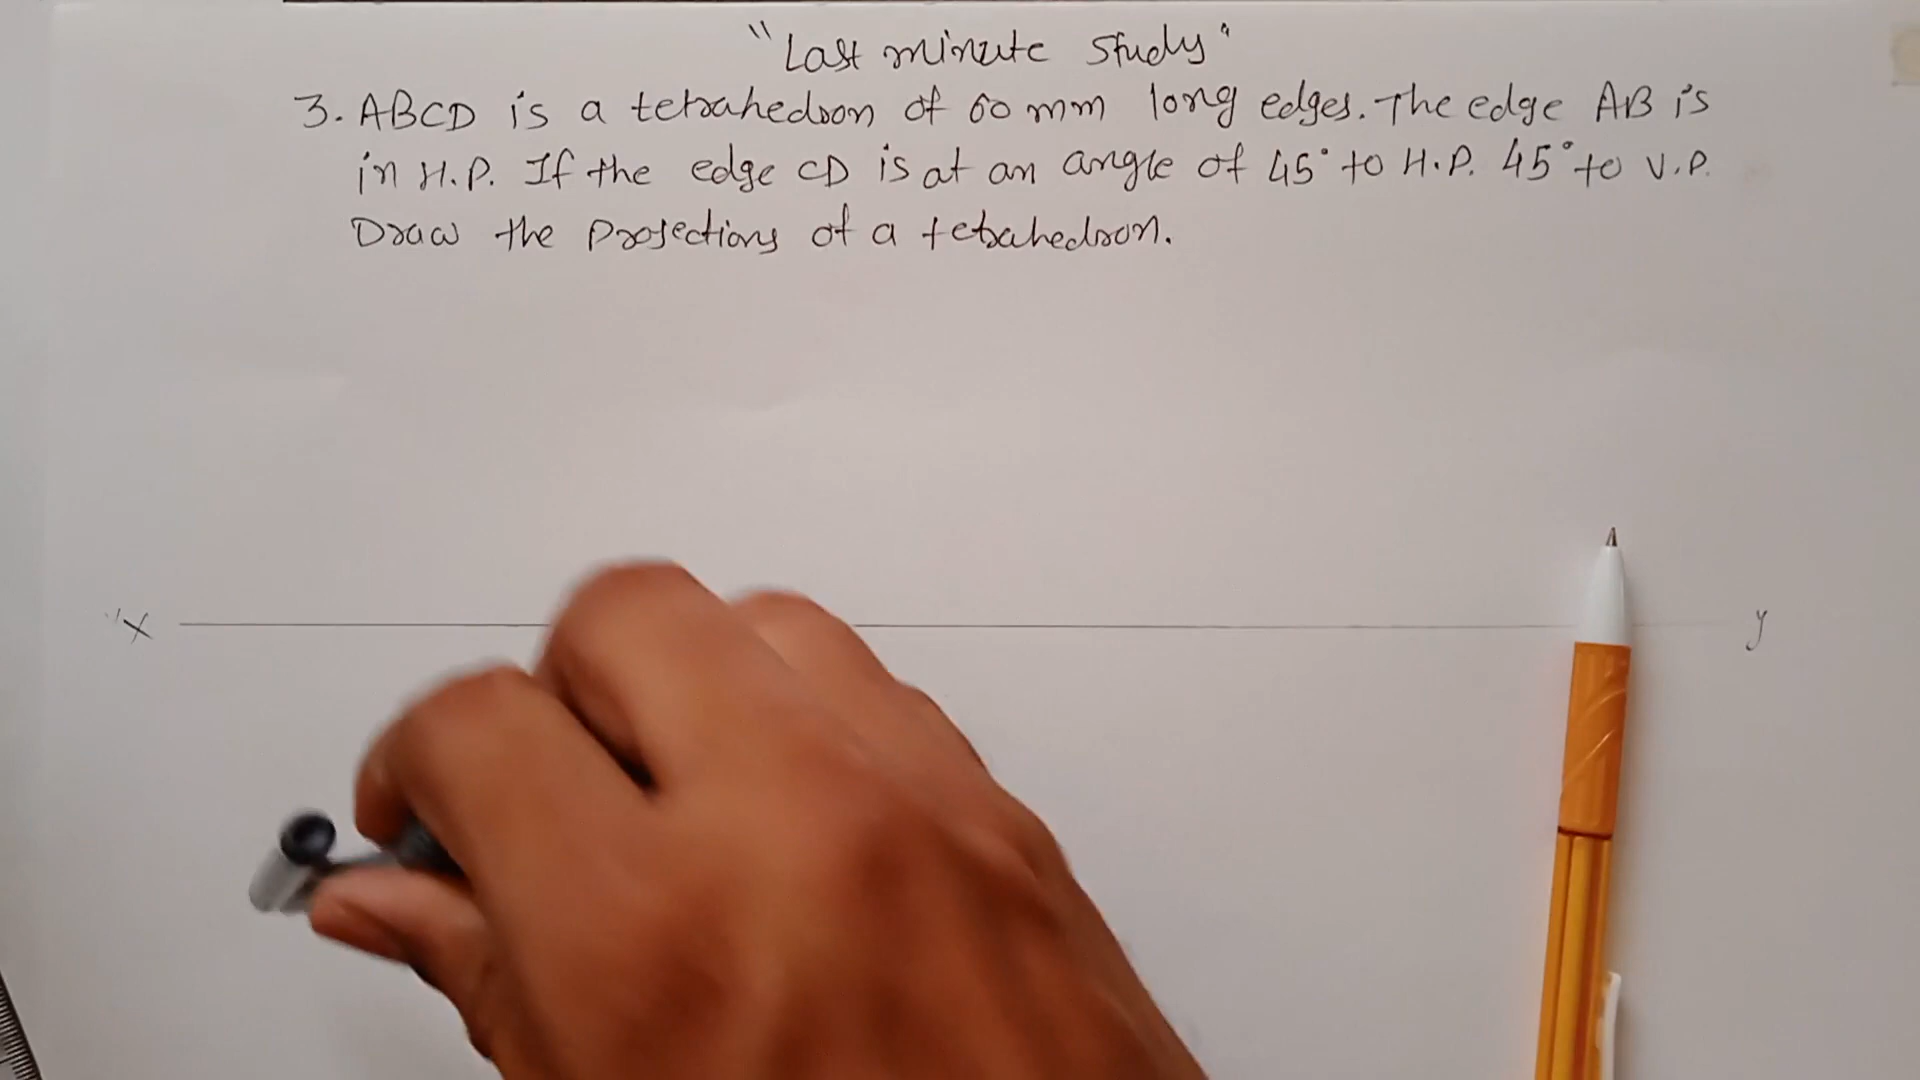 "Last minute study"
3. ABCD is a tetrahedron of 60 mm long edges. The edge AB is
in H.P. If the edge CD is at an angle of 45° to H.P. 45° to V.P.
Draw the projections of a tetrahedron.
X
y